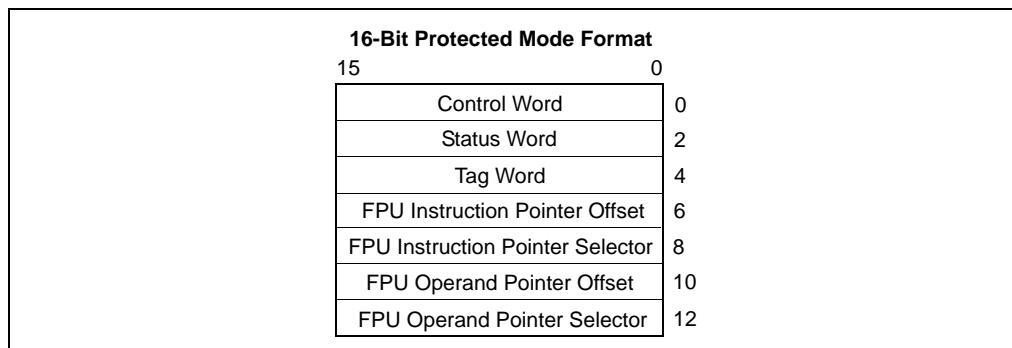 16-Bit Protected Mode Format
15 0
Control Word 0
Status Word 2
Tag Word 4
FPU Instruction Pointer Offset 6
FPU Instruction Pointer Selector 8
FPU Operand Pointer Offset 10
FPU Operand Pointer Selector 12